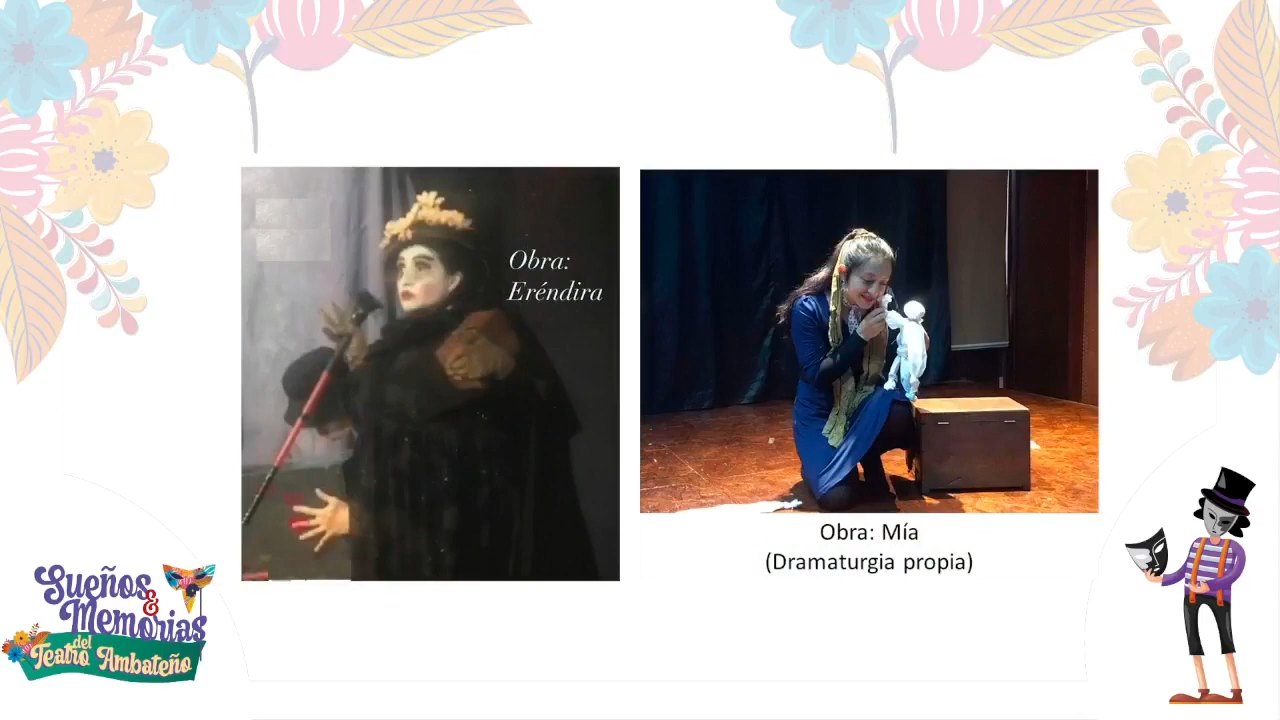 Obra:
Eréndira
Obra: Mía
(Dramaturgia propia)
Sueños
&
Memorias
del
Teatro Ambateño